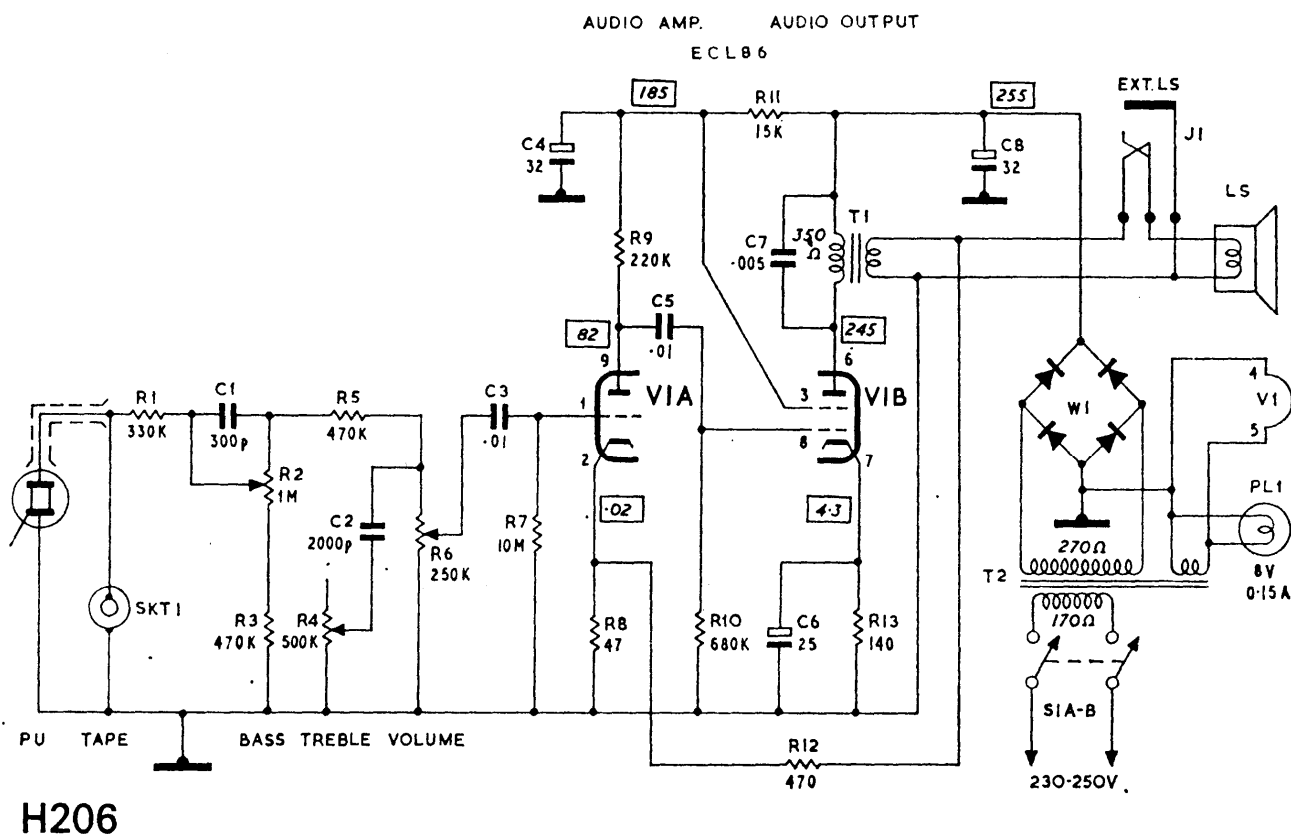 AUDIO AMP. AUDIO OUTPUT
ECL86
185
R11
15K
255
EXT.LS
J1
C4
32
C8
32
LS
R9
220K
C7
.005
350
Ω
T1
C5
.01
82
245
9
6
V1A
3
V1B
1
8
2
7
R1
330K
C1
300p
R5
470K
C3
.01
W1
4
V1
5
R2
1M
C2
2000p
R6
250K
R7
10M
.02
4.3
PL1
8V
0.15A
270Ω
T2
170Ω
SKT1
R3
470K
R4
500K
R8
47
R10
680K
C6
25
R13
140
S1A-B
PU TAPE BASS TREBLE VOLUME
R12
470
230-250V.
H206